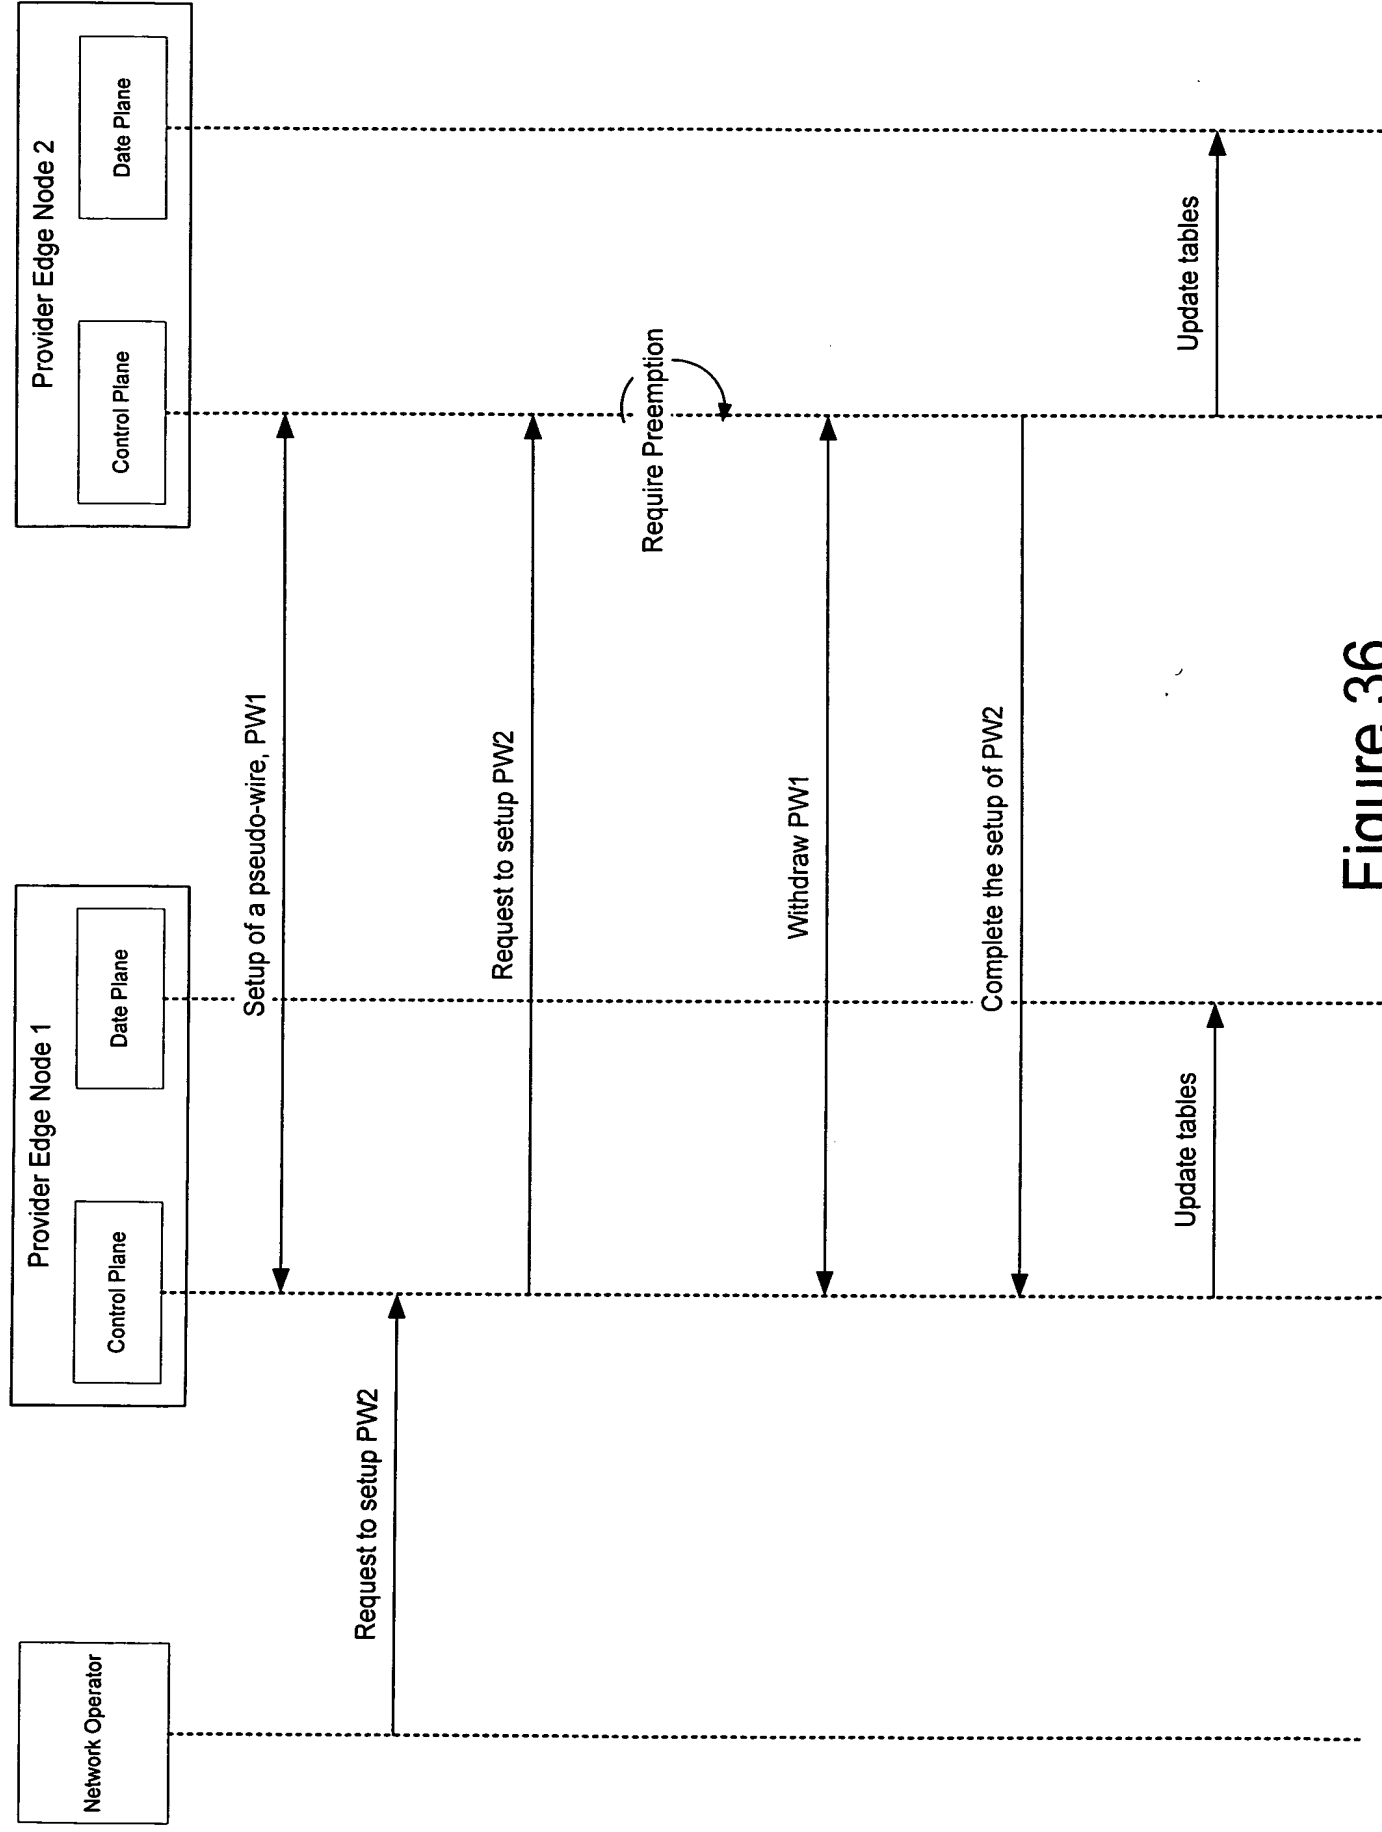 Network Operator
Provider Edge Node 1
Control Plane
Date Plane
Provider Edge Node 2
Control Plane
Date Plane
Setup of a pseudo-wire, PW1
Request to setup PW2
Request to setup PW2
Require Preemption
Withdraw PW1
Complete the setup of PW2
Update tables
Update tables
Figure 36